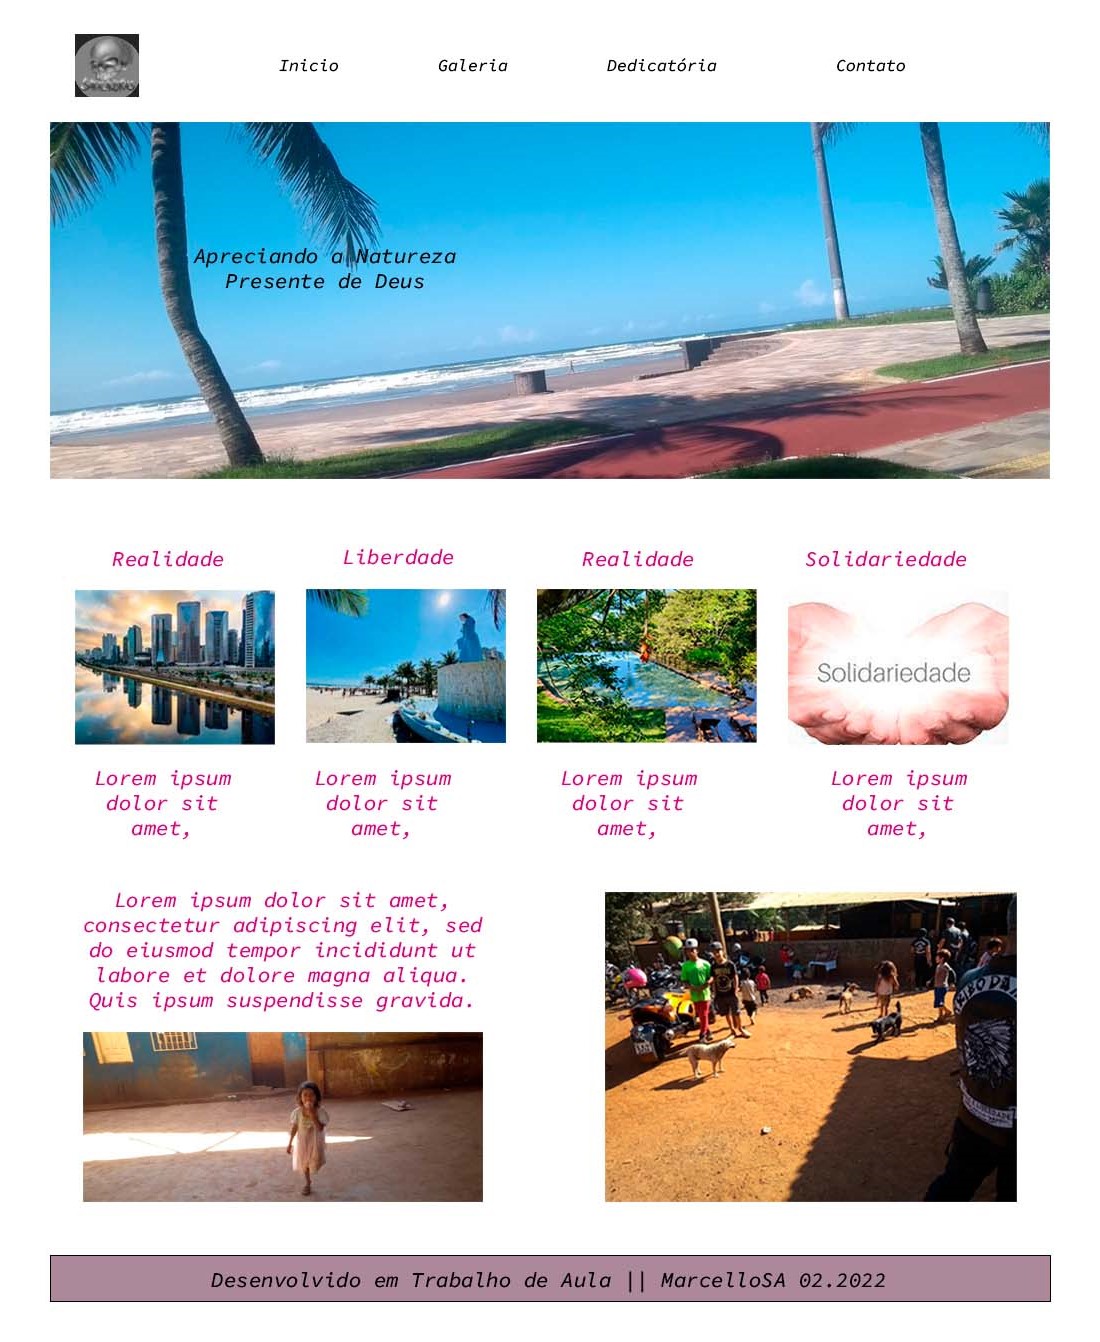 Inicio Galeria Dedicatória Contato
Apreciando a Natureza
Presente de Deus
Realidade Liberdade Realidade Solidariedade
Solidariedade
Lorem ipsum
dolor sit
amet,
Lorem ipsum
dolor sit
amet,
Lorem ipsum
dolor sit
amet,
Lorem ipsum
dolor sit
amet,
Lorem ipsum dolor sit amet,
consectetur adipiscing elit, sed
do eiusmod tempor incididunt ut
labore et dolore magna aliqua.
Quis ipsum suspendisse gravida.
Desenvolvido em Trabalho de Aula || MarcelloSA 02.2022